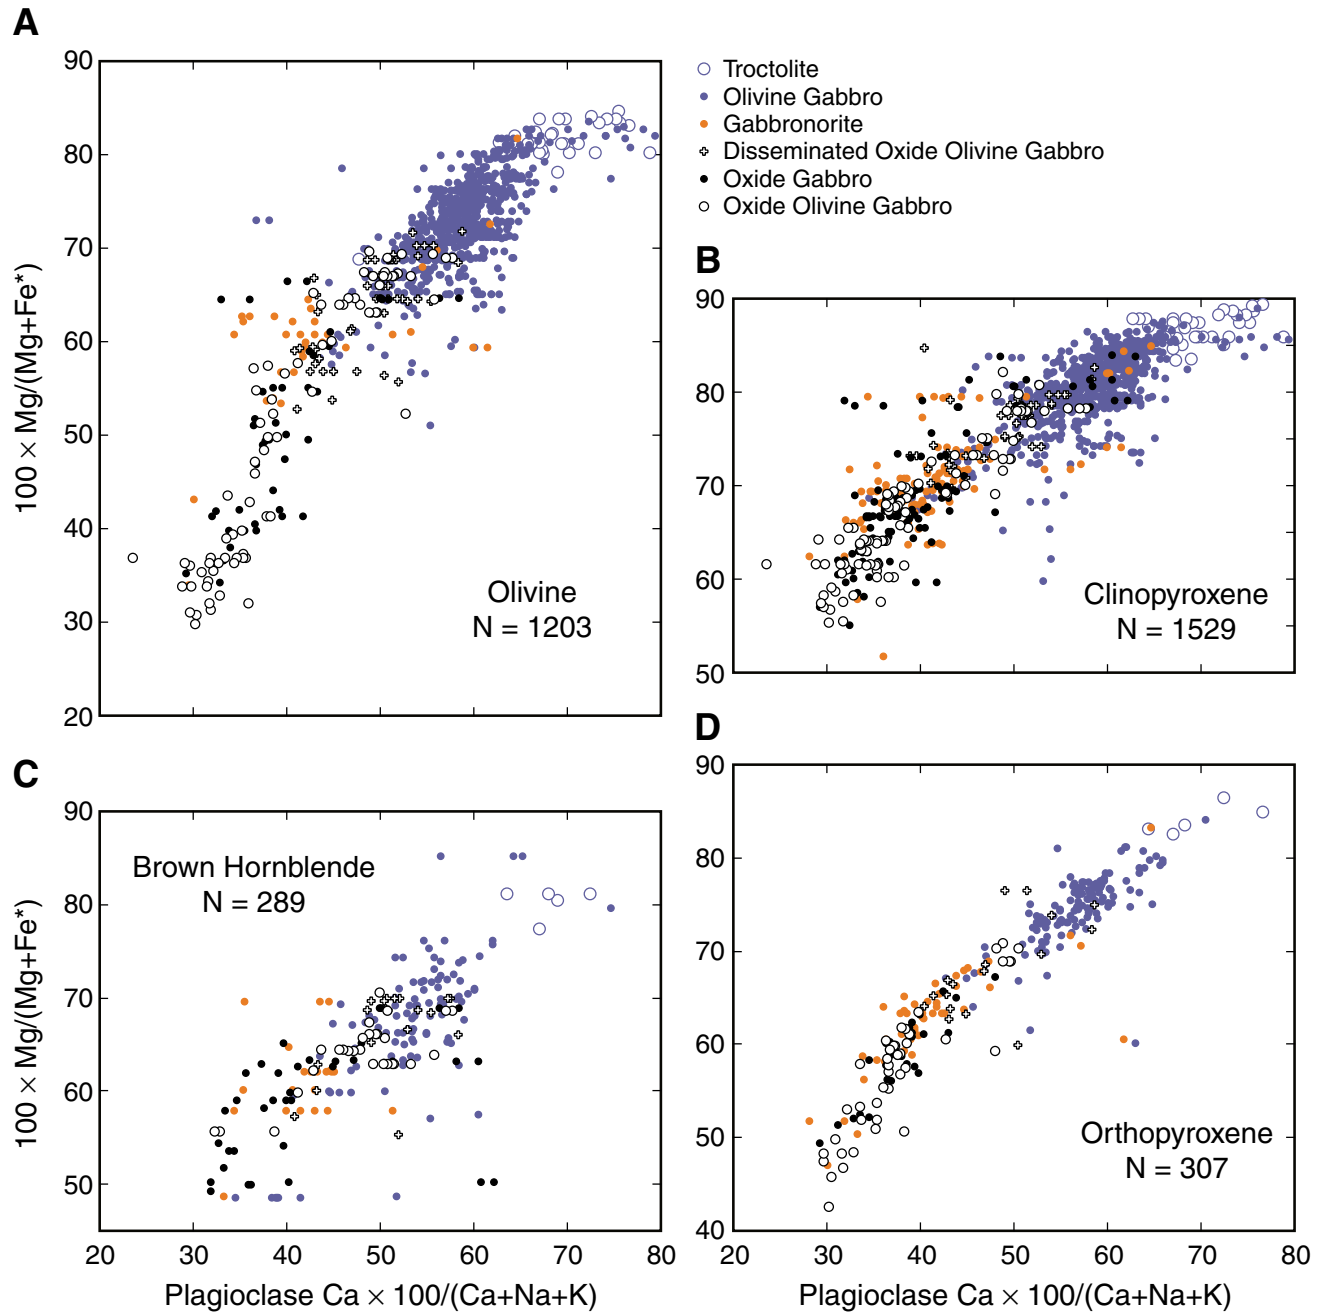 A
90
80
70
60
50
40
30
20
100 × Mg/(Mg+Fe*)
Olivine
N = 1203
Troctolite
Olivine Gabbro
Gabbronorite
Disseminated Oxide Olivine Gabbro
Oxide Gabbro
Oxide Olivine Gabbro
B
90
80
70
60
50
Clinopyroxene
N = 1529
C
90
80
70
60
50
100 × Mg/(Mg+Fe*)
Brown Hornblende
N = 289
20 30 40 50 60 70 80
Plagioclase Ca × 100/(Ca+Na+K)
D
90
80
70
60
50
40
Orthopyroxene
N = 307
20 30 40 50 60 70 80
Plagioclase Ca × 100/(Ca+Na+K)